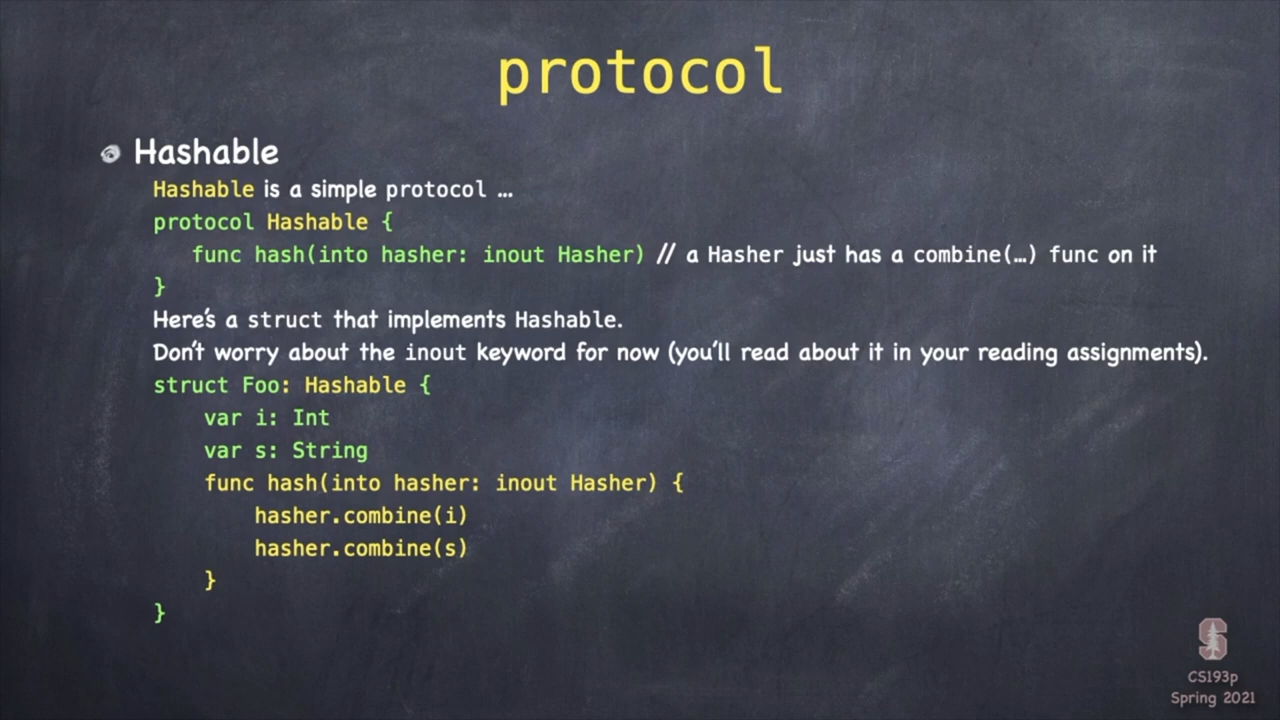 protocol
Hashable
Hashable is a simple protocol …
protocol Hashable {
func hash(into hasher: inout Hasher) // a Hasher just has a combine(…) func on it
}
Here's a struct that implements Hashable.
Don't worry about the inout keyword for now (you'll read about it in your reading assignments).
struct Foo: Hashable {
var i: Int
var s: String
func hash(into hasher: inout Hasher) {
hasher.combine(i)
hasher.combine(s)
}
}
S
CS193p
Spring 2021